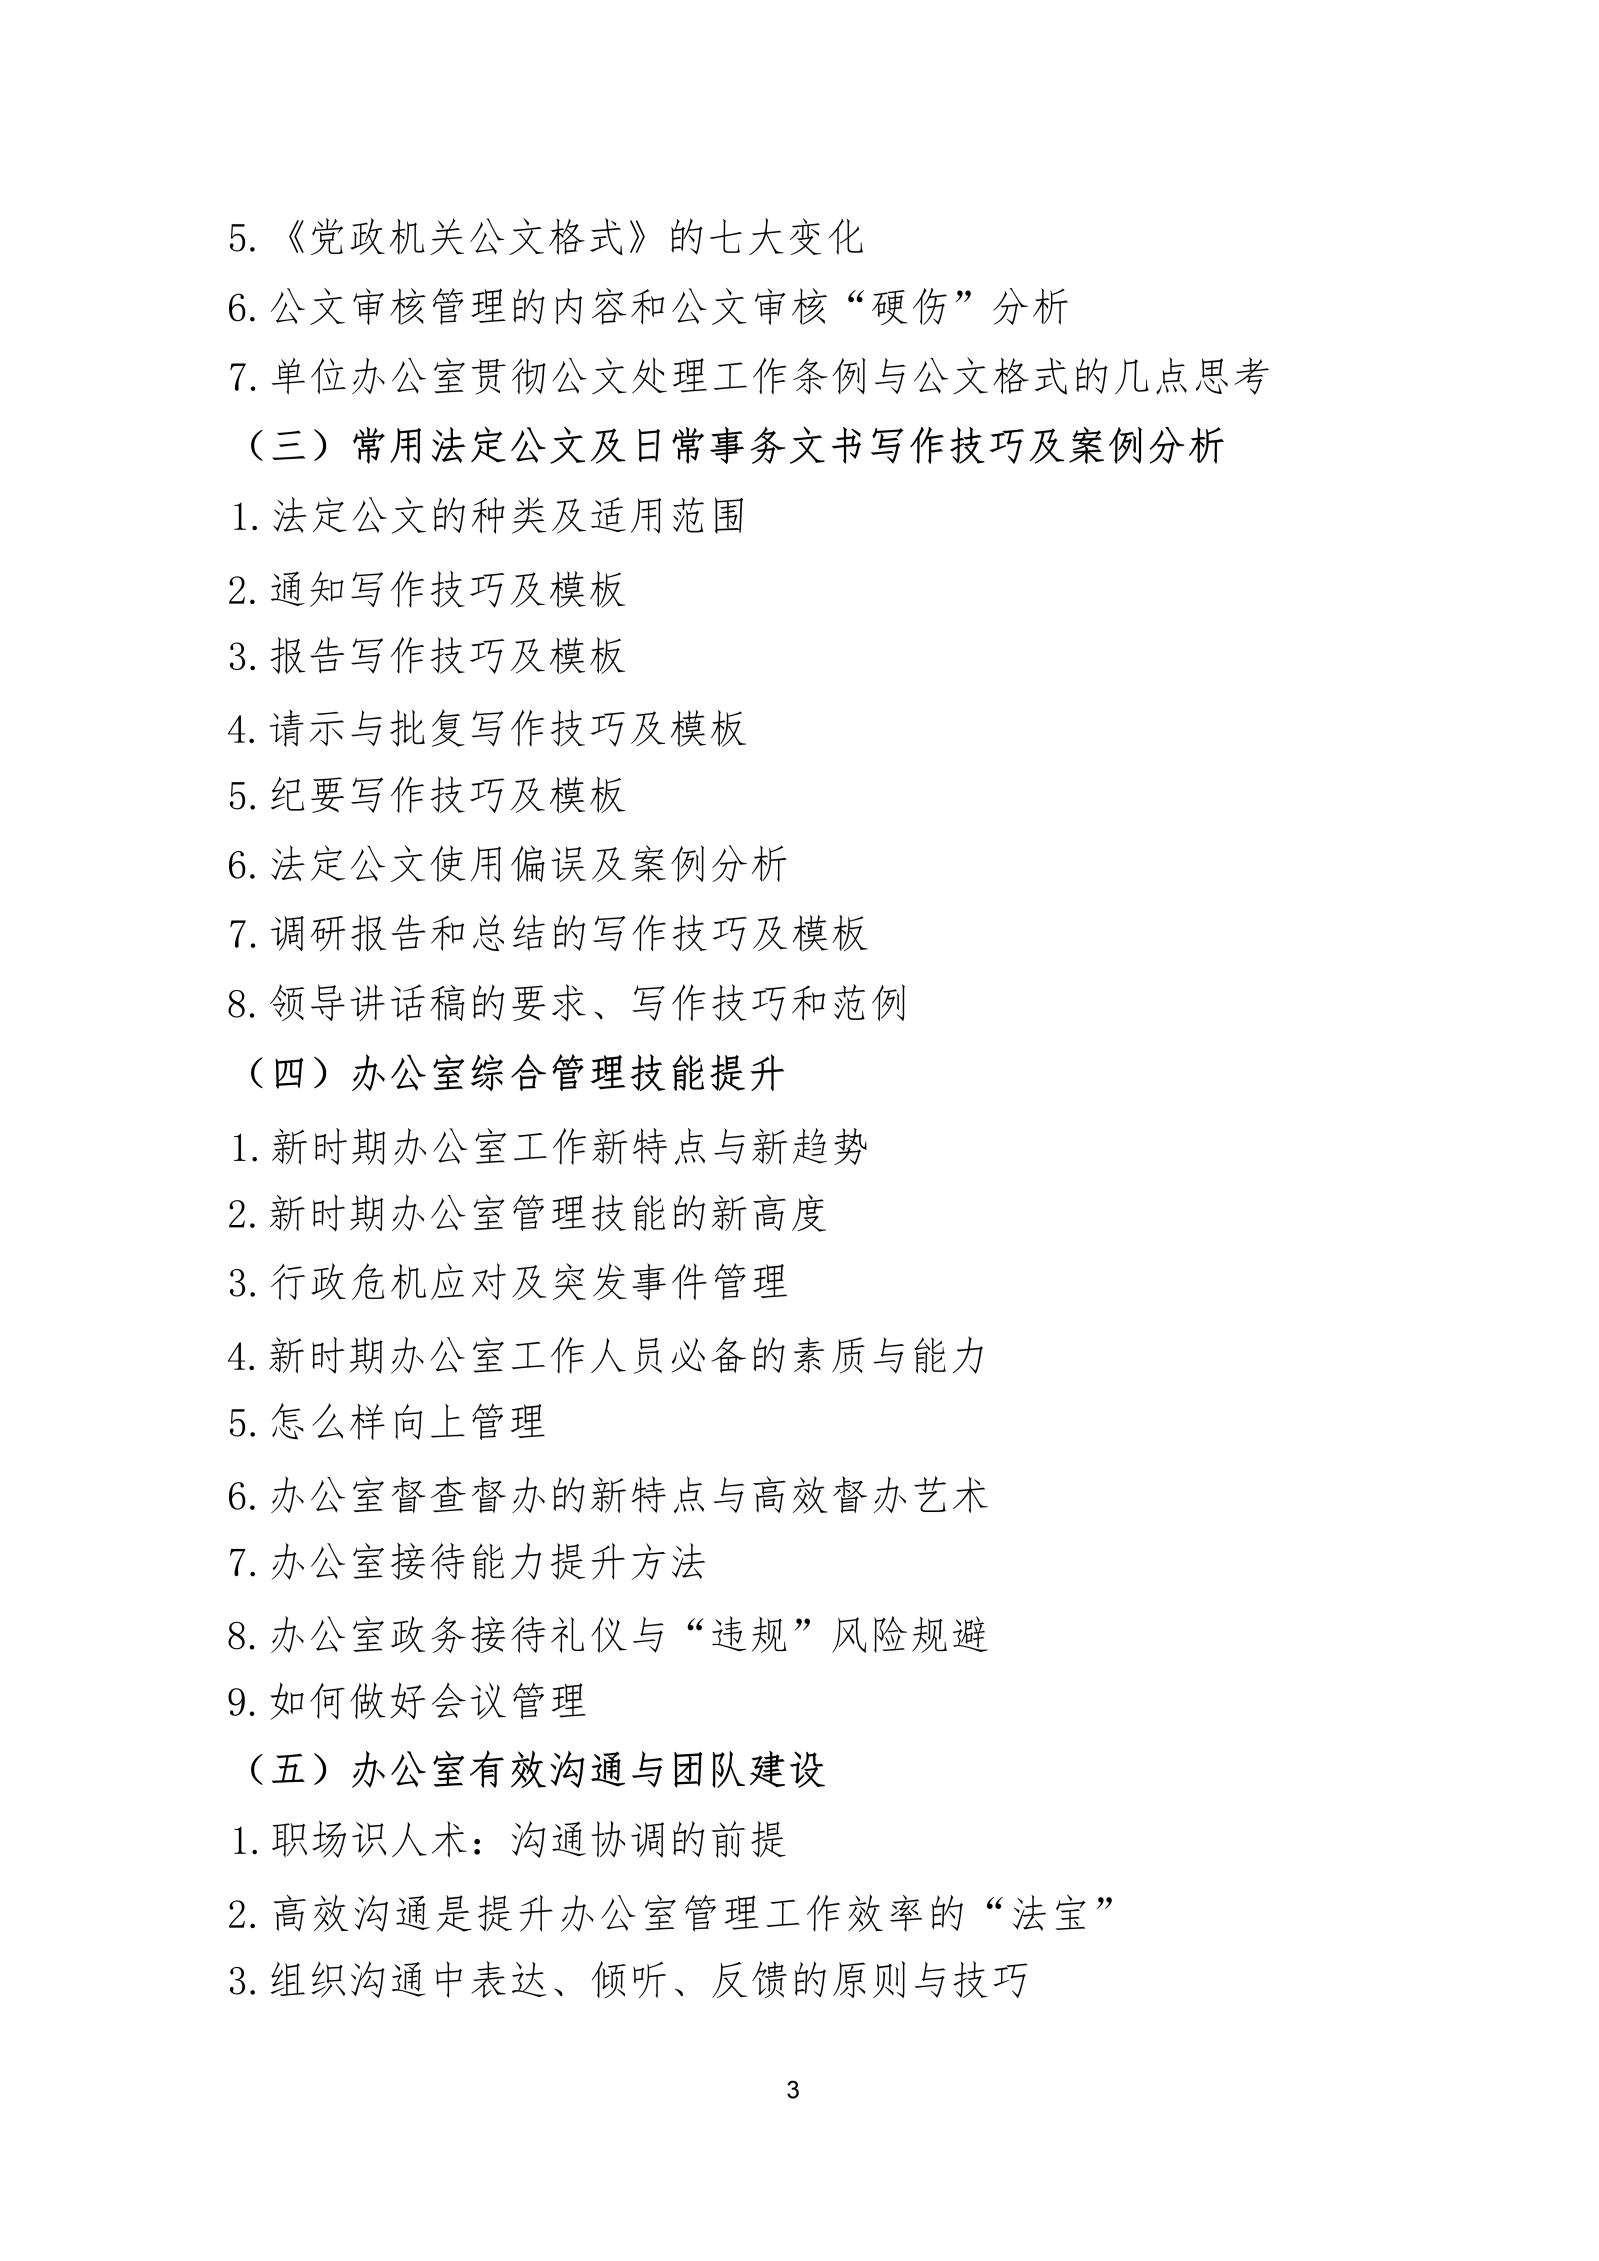 5.《党政机关公文格式》的七大变化
6.公文审核管理的内容和公文审核“硬伤”分析
7.单位办公室贯彻公文处理工作条例与公文格式的几点思考
（三）常用法定公文及日常事务文书写作技巧及案例分析
1.法定公文的种类及适用范围
2.通知写作技巧及模板
3.报告写作技巧及模板
4.请示与批复写作技巧及模板
5.纪要写作技巧及模板
6.法定公文使用偏误及案例分析
7.调研报告和总结的写作技巧及模板
8.领导讲话稿的要求、写作技巧和范例
（四）办公室综合管理技能提升
1.新时期办公室工作新特点与新趋势
2.新时期办公室管理技能的新高度
3.行政危机应对及突发事件管理
4.新时期办公室工作人员必备的素质与能力
5.怎么样向上管理
6.办公室督查督办的新特点与高效督办艺术
7.办公室接待能力提升方法
8.办公室政务接待礼仪与“违规”风险规避
9.如何做好会议管理
（五）办公室有效沟通与团队建设
1.职场识人术：沟通协调的前提
2.高效沟通是提升办公室管理工作效率的“法宝”
3.组织沟通中表达、倾听、反馈的原则与技巧
3